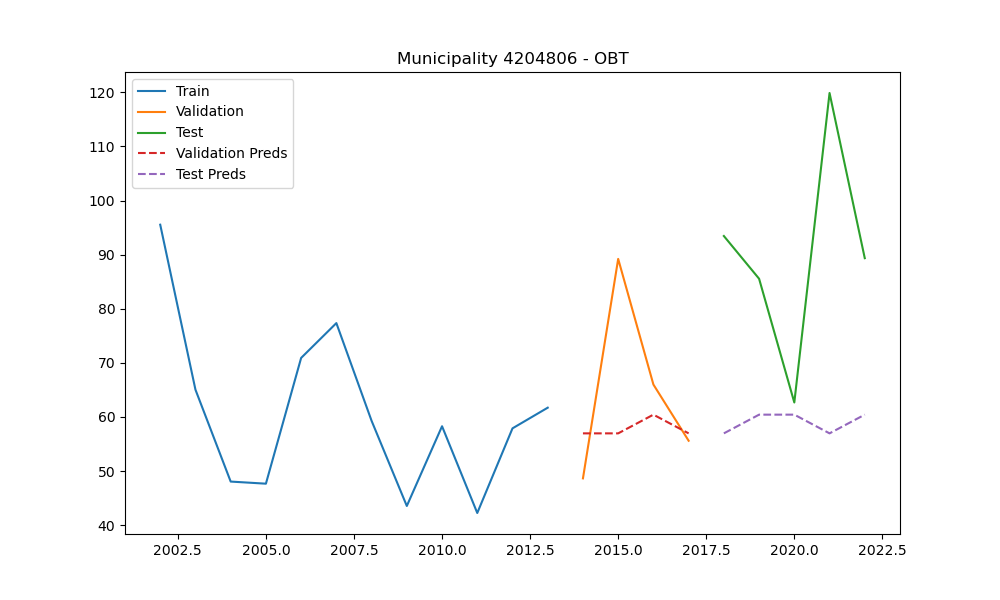 Municipality 4204806 - OBT
Train
Validation
Test
Validation Preds
Test Preds
120
110
100
90
80
70
60
50
40
2002.5 2005.0 2007.5 2010.0 2012.5 2015.0 2017.5 2020.0 2022.5